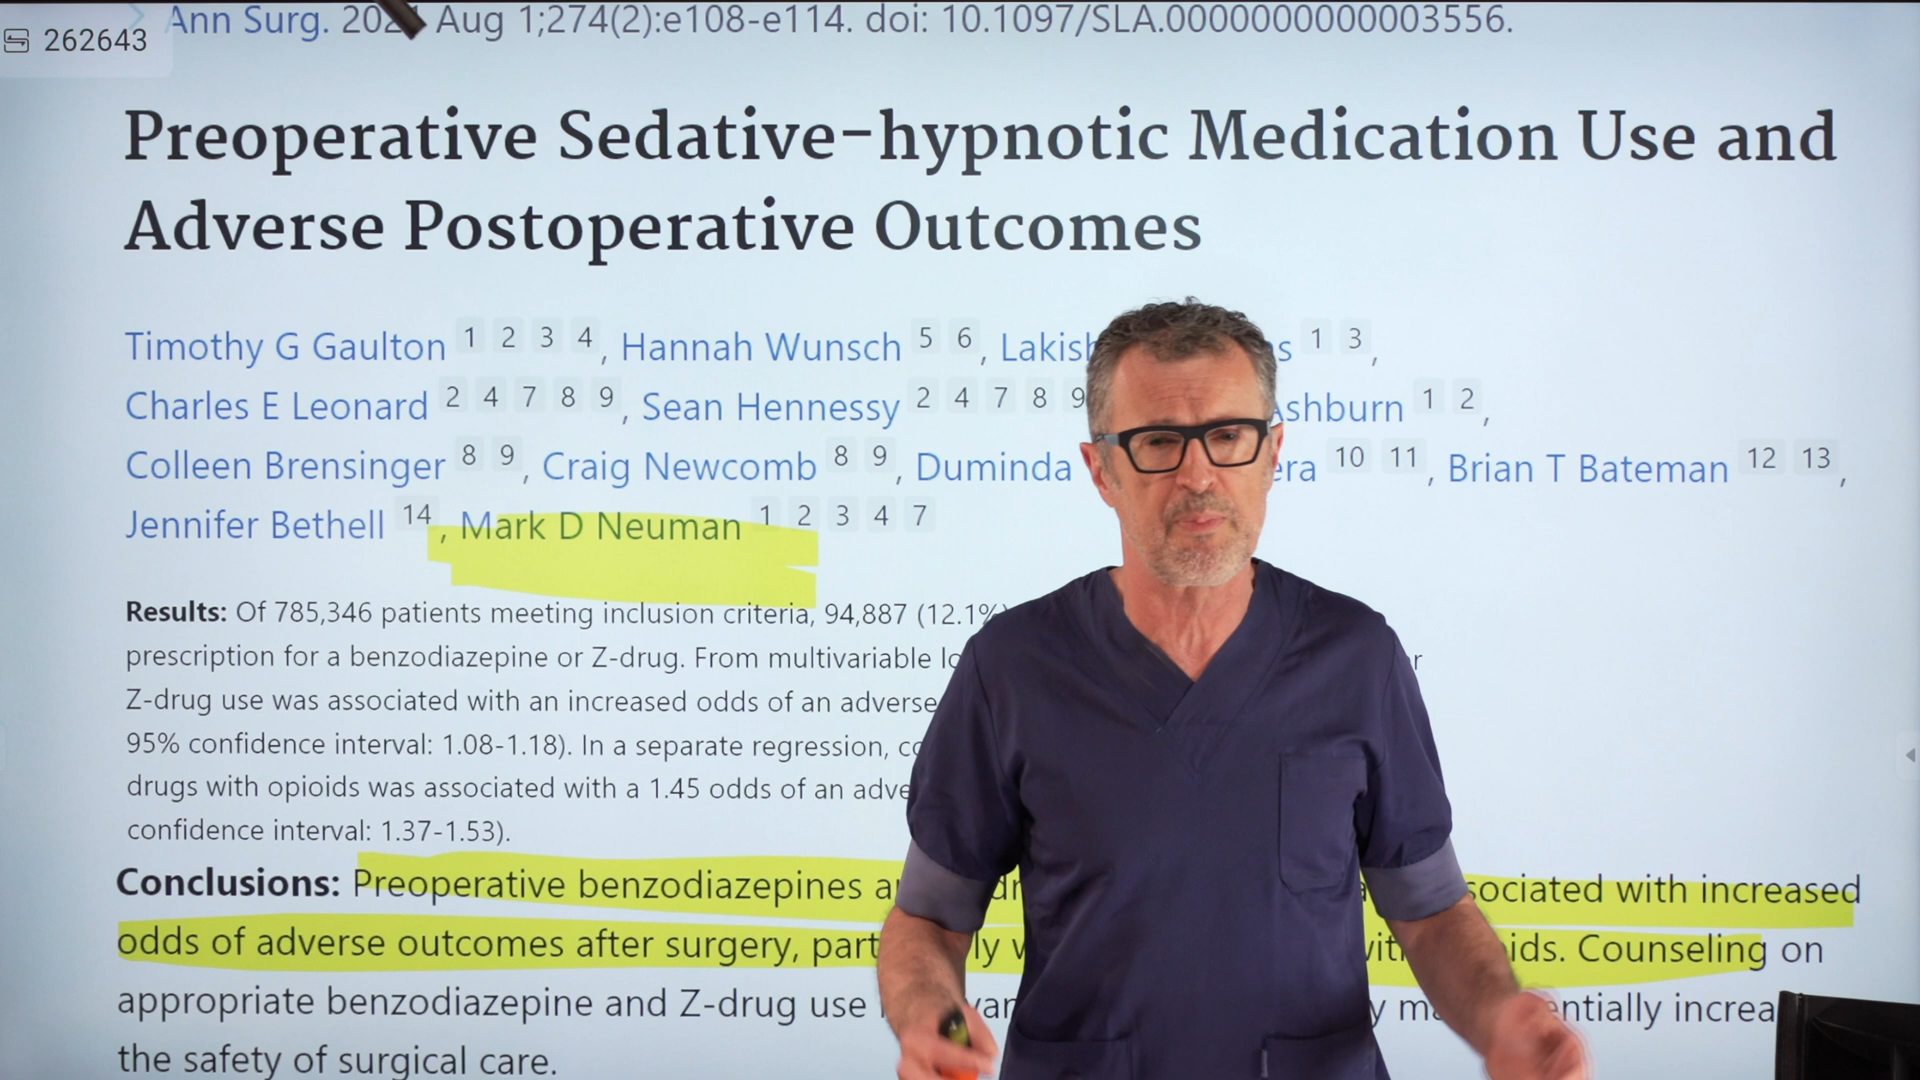 262643
Ann Surg. 202 Aug 1;274(2):e108-e114. doi: 10.1097/SLA.0000000000003556.
Preoperative Sedative-hypnotic Medication Use and
Adverse Postoperative Outcomes
Timothy G Gaulton 1 2 3 4, Hannah Wunsch 5 6, Lakish s 1 3,
Charles E Leonard 2 4 7 8 9, Sean Hennessy 2 4 7 8 9 Ashburn 1 2,
Colleen Brensinger 8 9, Craig Newcomb 8 9, Duminda era 10 11, Brian T Bateman 12 13,
Jennifer Bethell 14, Mark D Neuman 1 2 3 4 7
Results: Of 785,346 patients meeting inclusion criteria, 94,887 (12.1%)
prescription for a benzodiazepine or Z-drug. From multivariable lo r
Z-drug use was associated with an increased odds of an adverse
95% confidence interval: 1.08-1.18). In a separate regression, co
drugs with opioids was associated with a 1.45 odds of an adve
confidence interval: 1.37-1.53).
Conclusions: Preoperative benzodiazepines a dr sociated with increased
odds of adverse outcomes after surgery, part ly w wit ids. Counseling on
appropriate benzodiazepine and Z-drug use van y m entially increa
the safety of surgical care.